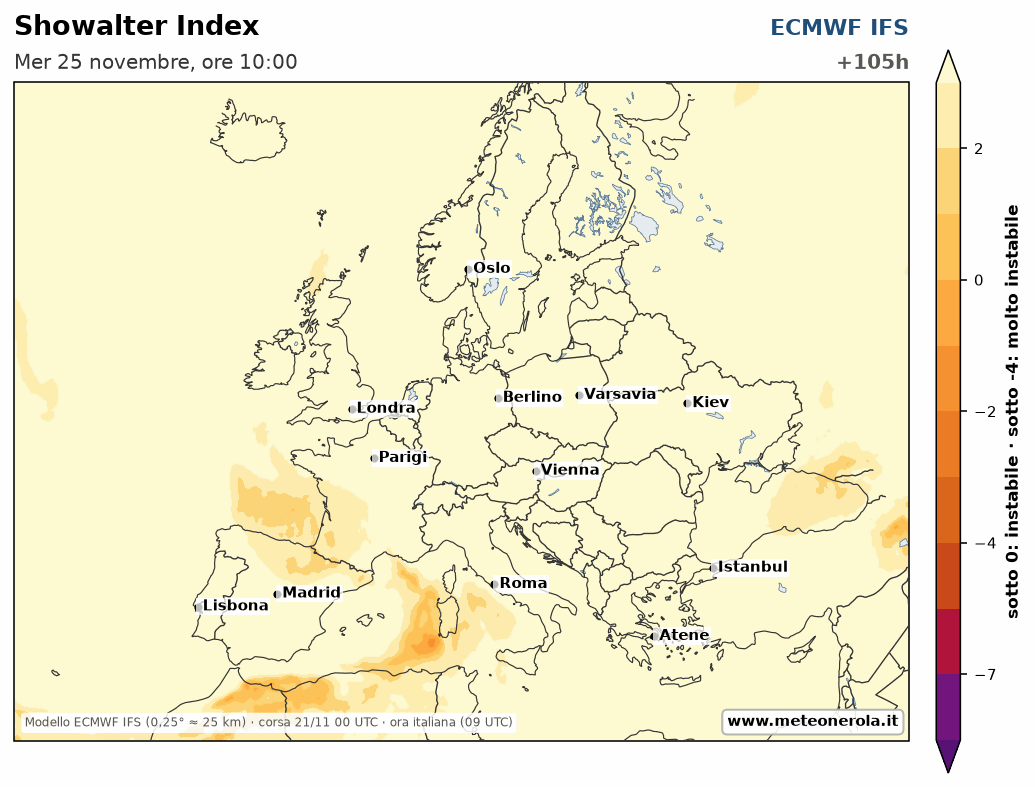 Showalter Index
ECMWF IFS
Mer 25 novembre, ore 10:00
+105h
Oslo
Londra
Berlino
Varsavia
Kiev
Parigi
Vienna
Istanbul
Roma
Madrid
Lisbona
Atene
2
0
−2
−4
−7
sotto 0: instabile · sotto -4: molto instabile
Modello ECMWF IFS (0,25° ≈ 25 km) · corsa 21/11 00 UTC · ora italiana (09 UTC)
www.meteonerola.it